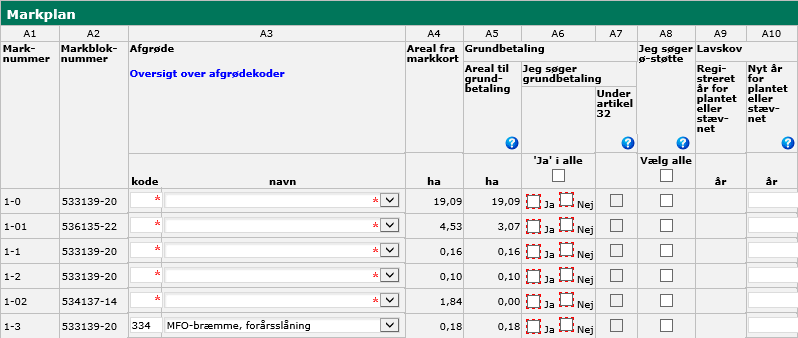 Markplan
A1 A2 A3 A4 A5 A6 A7 A8 A9 A10
Mark-
nummer
Markblok-
nummer
Afgrøde
Oversigt over afgrødekoder
kode navn
Areal fra
markkort
ha
Grundbetaling
Areal til
grund-
betaling
ha
Jeg søger
grundbetaling
'Ja' i alle
Under
artikel
32
Jeg søger
ø-støtte
Vælg alle
Lavskov
Regi-
streret
år for
plantet
eller
stæv-
net
år
Nyt år
for
plantet
eller
stæv-
net
år
1-0 533139-20 * * 19,09 19,09 Ja Nej
1-01 536135-22 * * 4,53 3,07 Ja Nej
1-1 533139-20 * * 0,16 0,16 Ja Nej
1-2 533139-20 * * 0,10 0,10 Ja Nej
1-02 534137-14 * * 1,84 0,00 Ja Nej
1-3 533139-20 334 MFO-bræmme, forårsslåning 0,18 0,18 Ja Nej